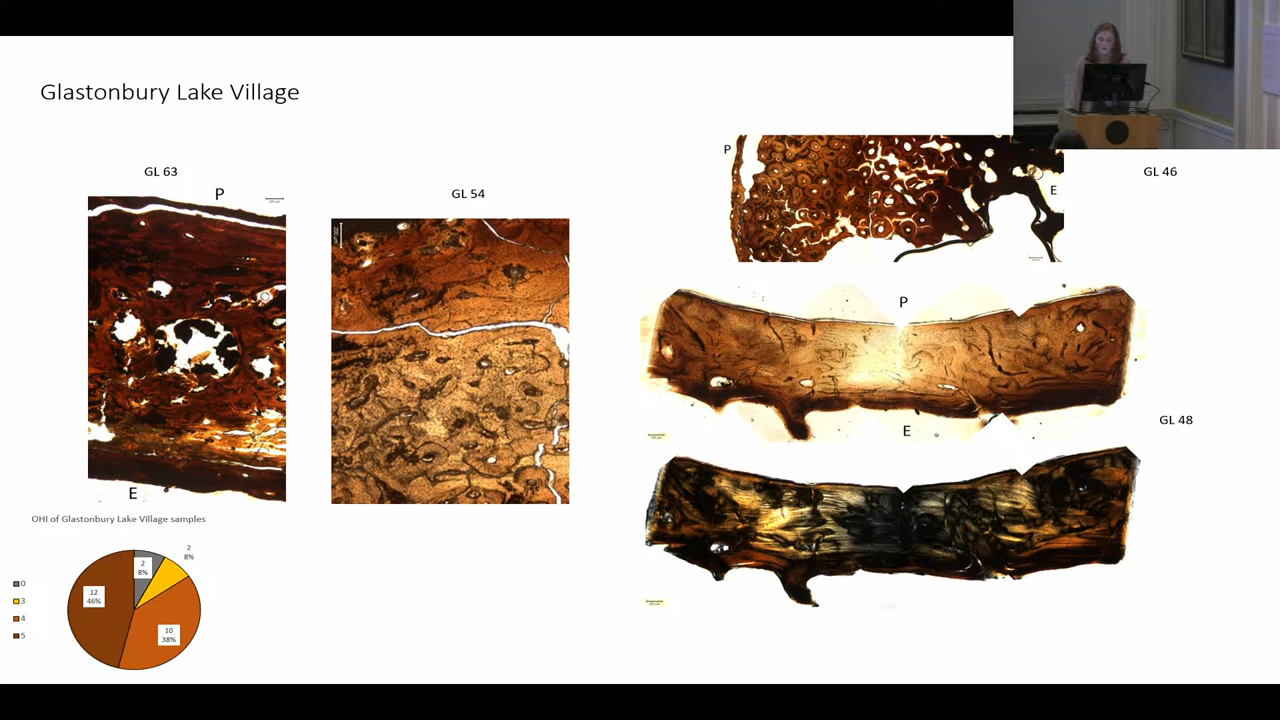 Glastonbury Lake Village
GL 63
P
E
GL 54
P
E
GL 46
P
E
GL 48
OHI of Glastonbury Lake Village samples
0
3
4
5
2
8%
2
8%
10
38%
12
46%